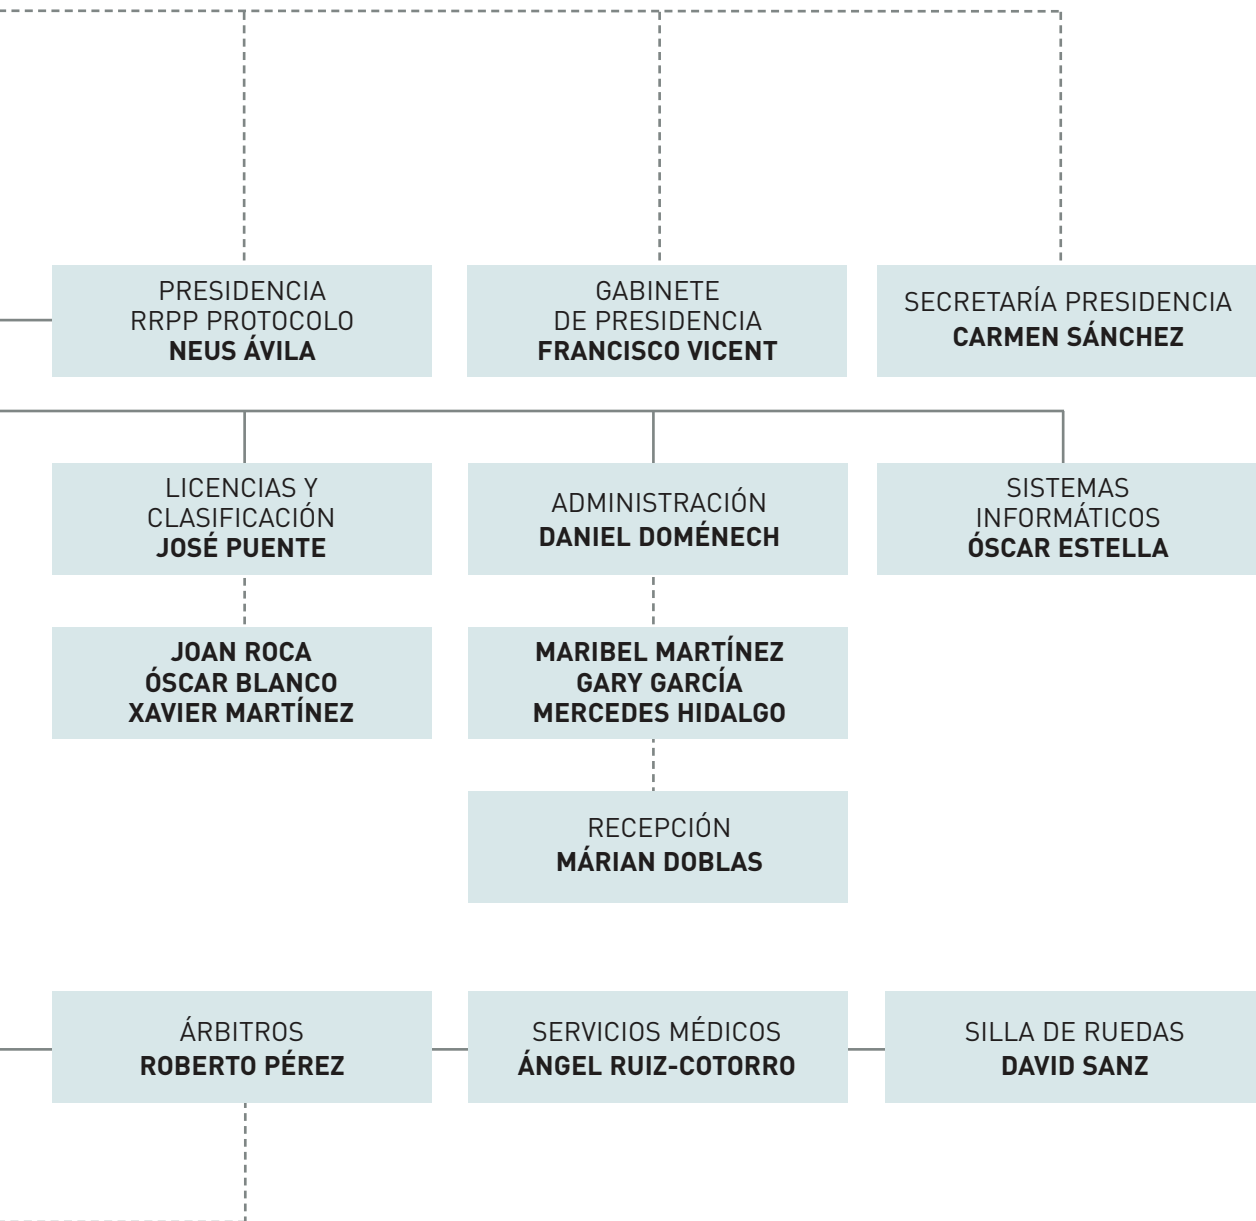 PRESIDENCIA
RRPP PROTOCOLO
NEUS ÁVILA
GABINETE
DE PRESIDENCIA
FRANCISCO VICENT
SECRETARÍA PRESIDENCIA
CARMEN SÁNCHEZ
LICENCIAS Y
CLASIFICACIÓN
JOSÉ PUENTE
ADMINISTRACIÓN
DANIEL DOMÉNECH
SISTEMAS
INFORMÁTICOS
ÓSCAR ESTELLA
JOAN ROCA
ÓSCAR BLANCO
XAVIER MARTÍNEZ
MARIBEL MARTÍNEZ
GARY GARCÍA
MERCEDES HIDALGO
RECEPCIÓN
MÁRIAN DOBLAS
ÁRBITROS
ROBERTO PÉREZ
SERVICIOS MÉDICOS
ÁNGEL RUIZ-COTORRO
SILLA DE RUEDAS
DAVID SANZ